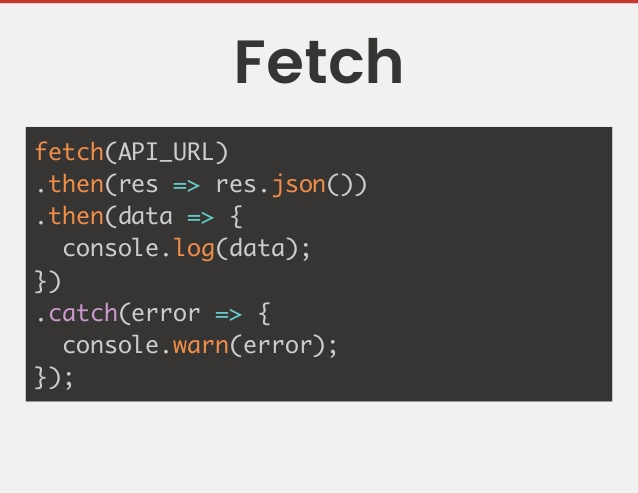 Fetch
fetch(API_URL)
.then(res => res.json())
.then(data => {
  console.log(data);
})
.catch(error => {
  console.warn(error);
});